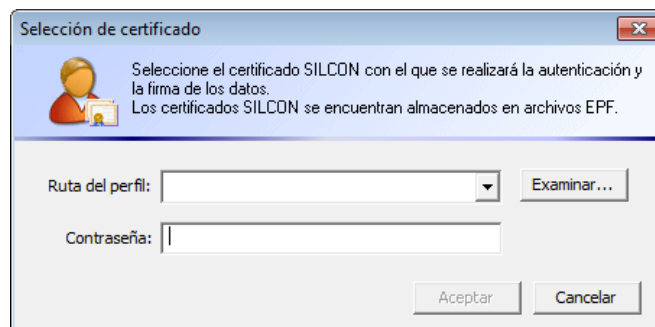 Selección de certificado
Seleccione el certificado SILCON con el que se realizará la autenticación y
la firma de los datos.
Los certificados SILCON se encuentran almacenados en archivos EPF.
Ruta del perfil:
Examinar...
Contraseña:
Aceptar
Cancelar